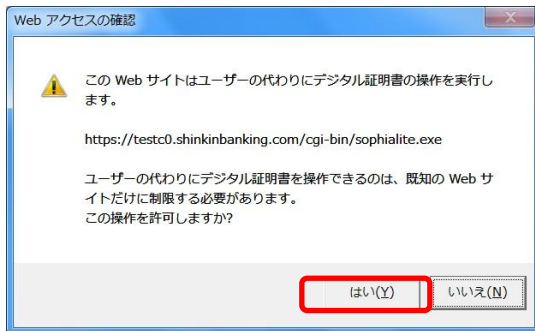 Web アクセスの確認
この Web サイトはユーザーの代わりにデジタル証明書の操作を実行し
ます。
https://testc0.shinkinbanking.com/cgi-bin/sophialite.exe
ユーザーの代わりにデジタル証明書を操作できるのは、既知の Web サ
イトだけに制限する必要があります。
この操作を許可しますか?
はい(Y) いいえ(N)